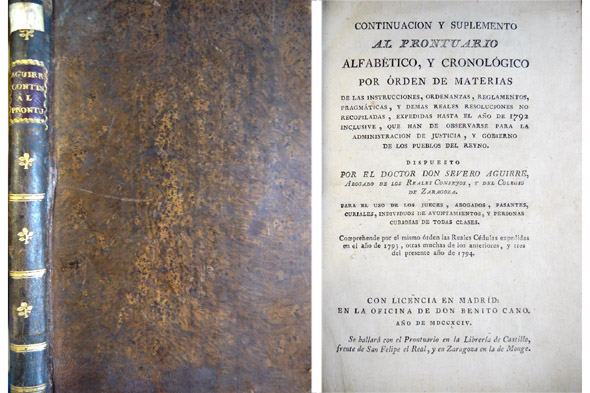 AGUIRR
CONTIN
AL
PRONTU
CONTINUACION Y SUPLEMENTO
AL PRONTUARIO
ALFABÉTICO, Y CRONOLÓGICO
POR ÓRDEN DE MATERIAS
DE LAS INSTRUCCIONES, ORDENANZAS, REGLAMENTOS,
PRAGMÁTICAS, Y DEMAS REALES RESOLUCIONES NO
RECOPILADAS, EXPEDIDAS HASTA EL AÑO DE 1792
INCLUSIVE, QUE HAN DE OBSERVARSE PARA LA
ADMINISTRACION DE JUSTICIA, Y GOBIERNO
DE LOS PUEBLOS DEL REYNO.
DISPUESTO
POR EL DOCTOR DON SEVERO AGUIRRE,
ABOGADO DE LOS REALES CONSEJOS, Y DEL COLEGIO
DE ZARAGOZA.
PARA EL USO DE LOS JUECES, ABOGADOS, PASANTES,
CURIALES, INDIVIDUOS DE AYUNTAMIENTOS, Y PERSONAS
CURIOSAS DE TODAS CLASES.
Comprehende por el mismo órden las Reales Cédulas expedidas
en el año de 1793, otras muchas de los anteriores, y tres
del presente año de 1794.
CON LICENCIA EN MADRID:
EN LA OFICINA DE DON BENITO CANO.
AÑO DE MDCCXCIV.
Se hallará con el Prontuario en la Librería de Castillo,
frente de San Felipe el Real, y en Zaragoza en la de Monge.